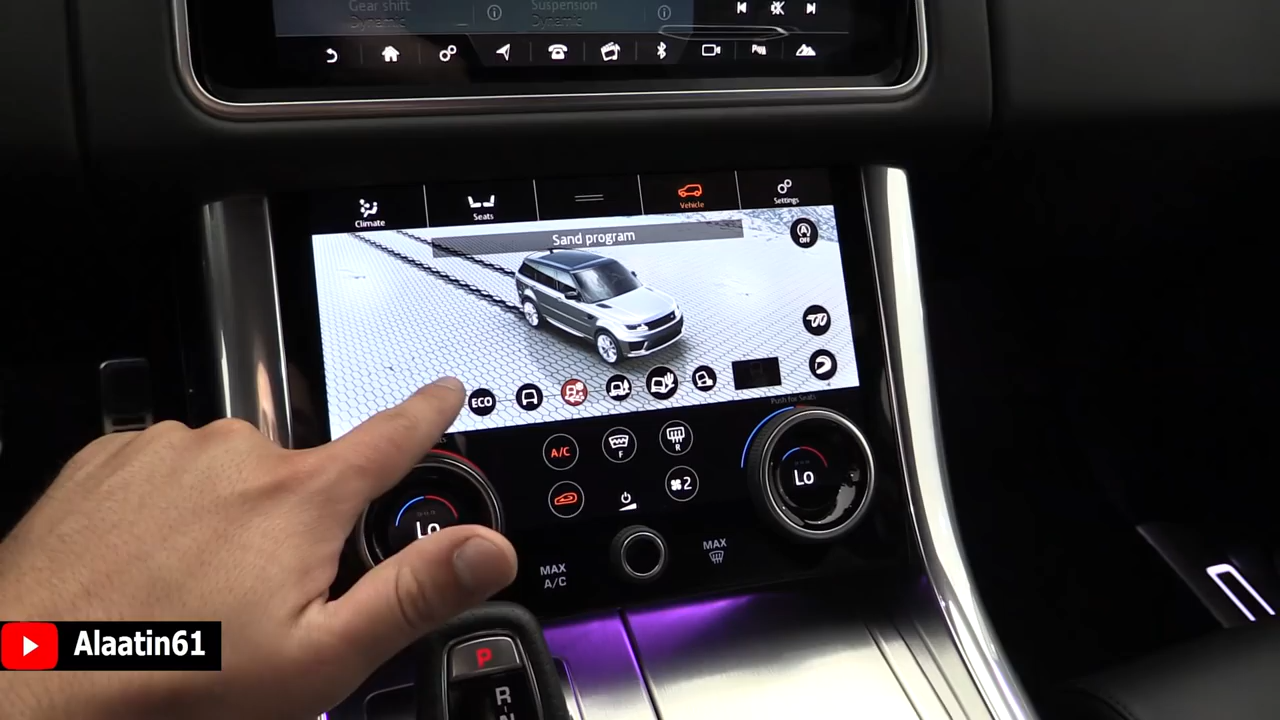 Gear shift
Dynamic
Suspension
Dynamic
Climate
Seats
Vehicle
Settings
Sand program
OFF
ECO
Push for Seats
A/C
F
R
2
Lo
Lo
MAX
A/C
MAX
P
R
N
Alaatin61